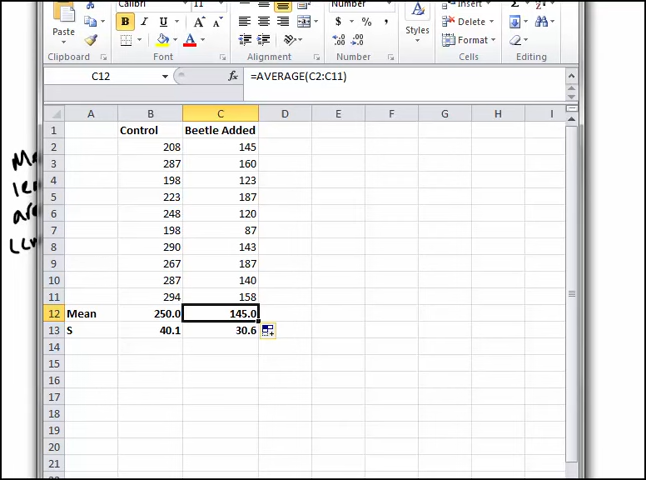 Calibri 11 Number Insert
Paste B $ % , Styles Delete Σ
Format
Clipboard Font Cells Editing
C12 fx =AVERAGE(C2:C11)
A B C D E F G H I
1 Control Beetle Added
2 208 145
3 287 160
4 198 123
5 223 187
6 248 120
7 198 87
8 290 143
9 267 187
10 287 140
11 294 158
12 Mean 250.0 145.0
13 S 40.1 30.6
14
15
16
17
18
19
20
21